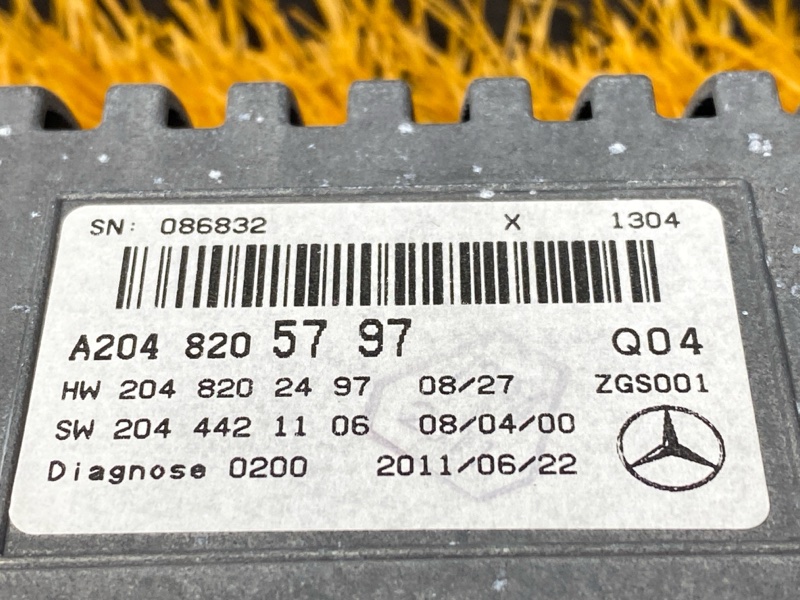 SN: 086832 X 1304
A204 820 57 97 Q04
HW 204 820 24 97 08/27 ZGS001
SW 204 442 11 06 08/04/00
Diagnose 0200 2011/06/22